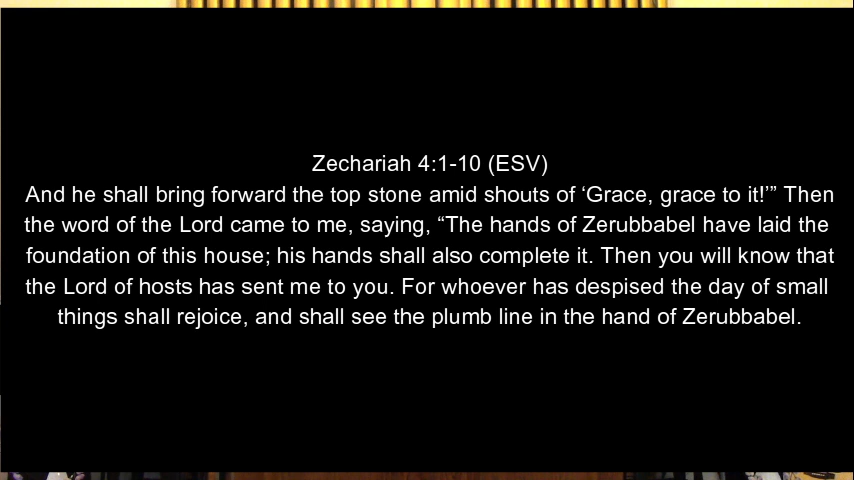 Zechariah 4:1-10 (ESV)
And he shall bring forward the top stone amid shouts of ‘Grace, grace to it!’” Then
the word of the Lord came to me, saying, “The hands of Zerubbabel have laid the
foundation of this house; his hands shall also complete it. Then you will know that
the Lord of hosts has sent me to you. For whoever has despised the day of small
things shall rejoice, and shall see the plumb line in the hand of Zerubbabel.